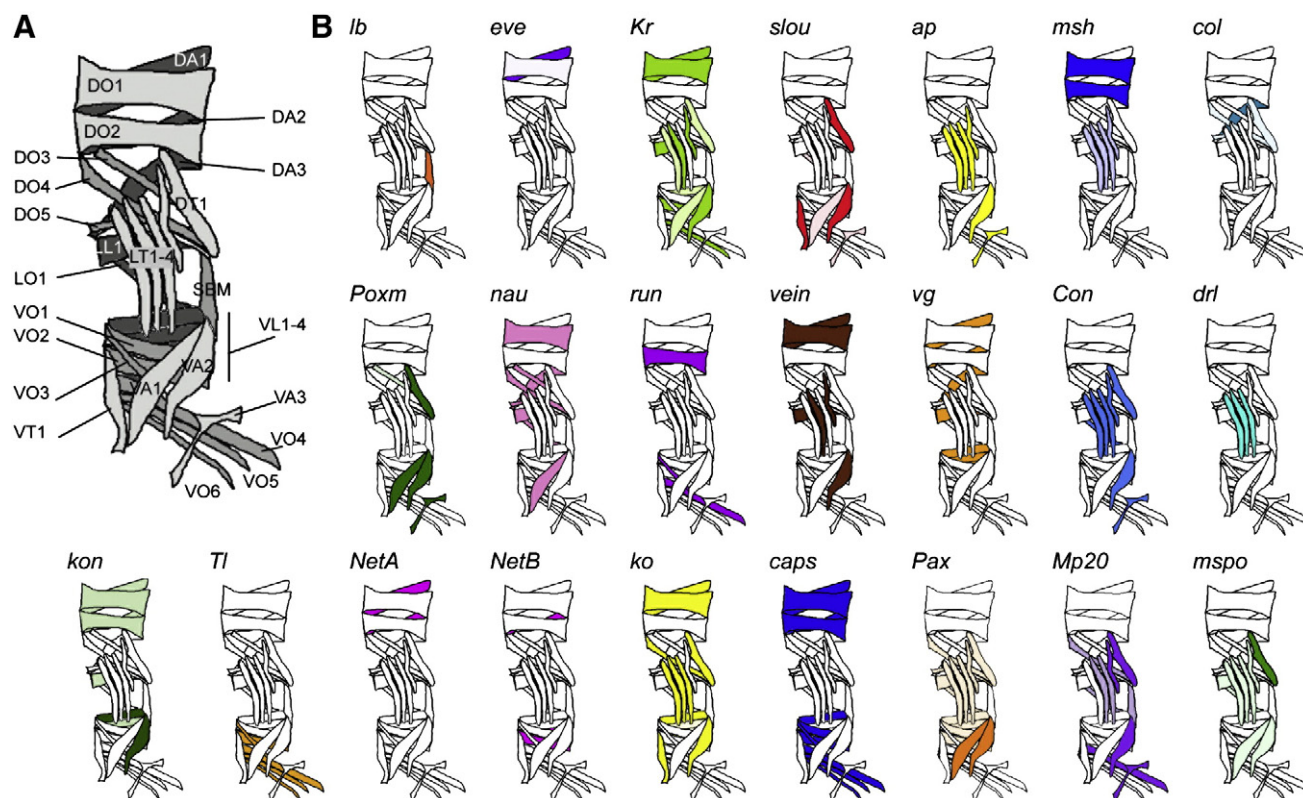 A
DA1
DO1
DA2
DO2
DO3
DA3
DO4
DT1
DO5
LL1
LT1-4
LO1
SBM
VO1
VL1-4
VO2
VA2
VO3
VA1
VA3
VT1
VO4
VO5
VO6
B
lb eve Kr slou ap msh col
Poxm nau run vein vg Con drl
kon Tl NetA NetB ko caps Pax Mp20 mspo